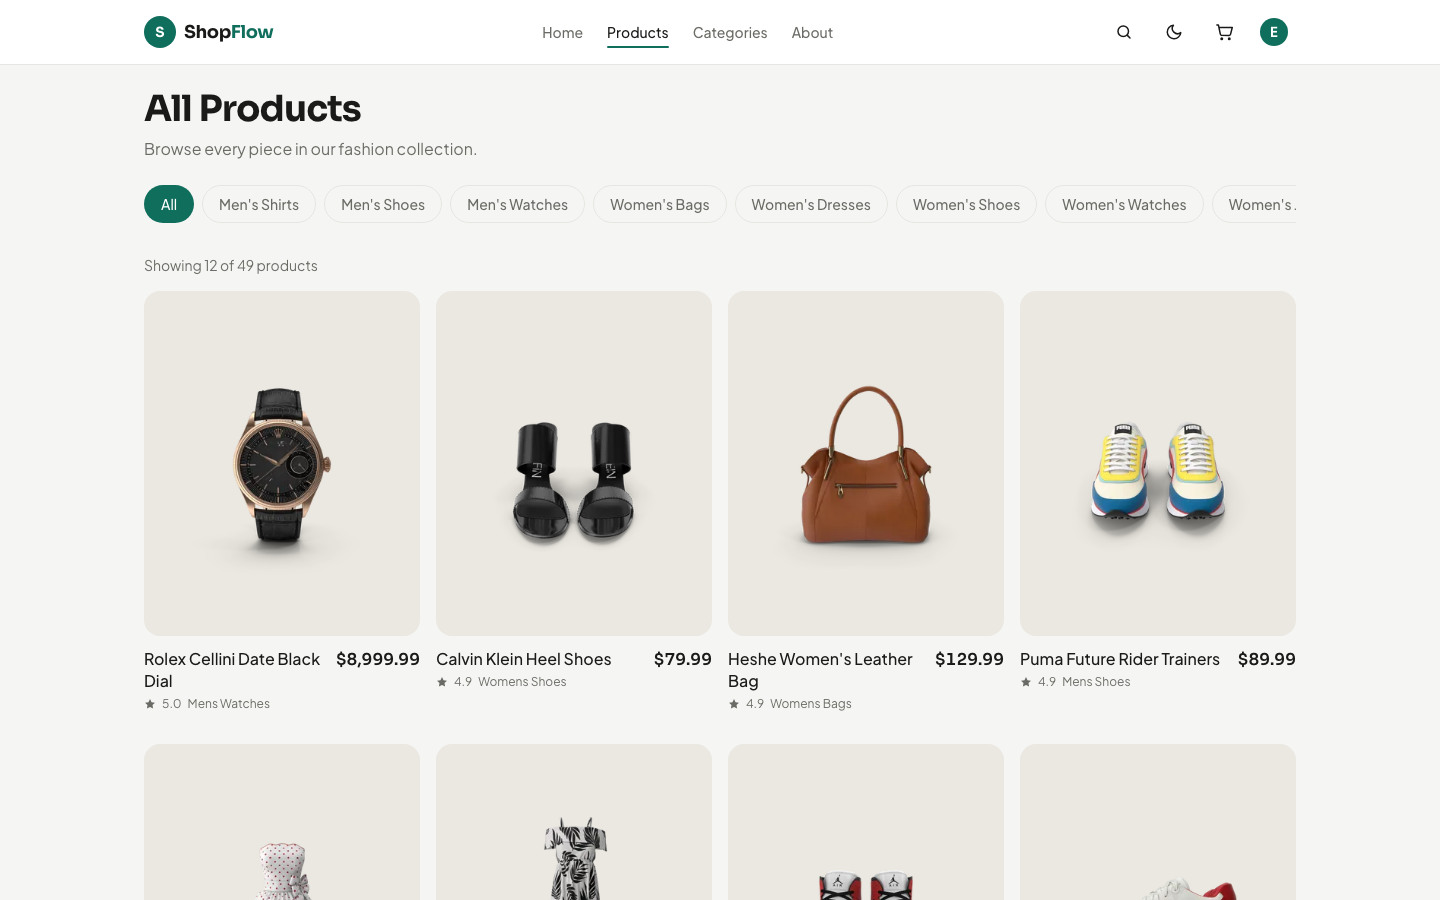 S ShopFlow
Home Products Categories About
E
All Products
Browse every piece in our fashion collection.
All Men's Shirts Men's Shoes Men's Watches Women's Bags Women's Dresses Women's Shoes Women's Watches Women's
Showing 12 of 49 products
Rolex Cellini Date Black Dial $8,999.99
5.0 Mens Watches
Calvin Klein Heel Shoes $79.99
4.9 Womens Shoes
Heshe Women's Leather Bag $129.99
4.9 Womens Bags
Puma Future Rider Trainers $89.99
4.9 Mens Shoes